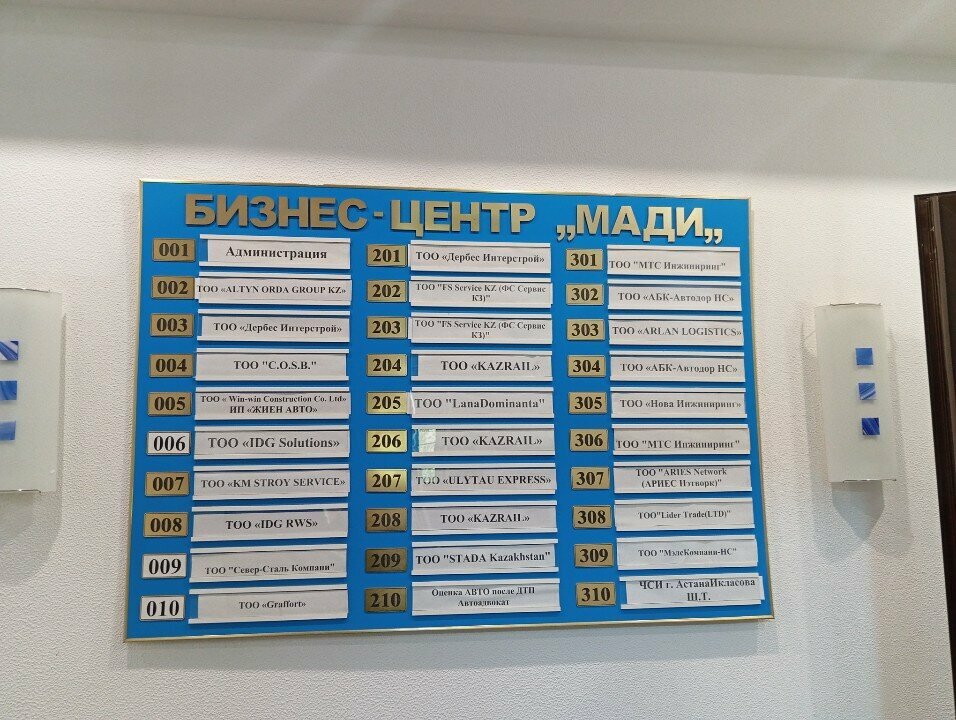 БИЗНЕС-ЦЕНТР „МАДИ„
001 Администрация
002 ТОО «ALTYN ORDA GROUP KZ»
003 ТОО «Дербес Интерстрой»
004 ТОО "C.O.S.B."
005 ТОО « Win-win Construction Co. Ltd»
ИП «ЖИЕН АВТО»
006 ТОО «IDG Solutions»
007 ТОО «KM STROY SERVICE»
008 ТОО «IDG RWS»
009 ТОО "Север-Сталь Компани"
010 ТОО «Graffort»
201 ТОО «Дербес Интерстрой»
202 ТОО "FS Service KZ (ФС Сервис
КЗ)"
203 ТОО "FS Service KZ (ФС Сервис
КЗ)"
204 ТОО «KAZRAIL»
205 ТОО "LanaDominanta"
206 ТОО «KAZRAIL»
207 ТОО «ULYTAU EXPRESS»
208 ТОО «KAZRAIL»
209 ТОО "STADA Kazakhstan"
210 Оценка АВТО после ДТП
Автоадвокат
301 ТОО "МТС Инжиниринг"
302 ТОО «АБК-Автодор НС»
303 ТОО «ARLAN LOGISTICS»
304 ТОО «АБК-Автодор НС»
305 ТОО «Нова Инжиниринг»
306 ТОО "МТС Инжиниринг"
307 ТОО "ARIES Network
(АРИЕС Нэтворк)"
308 ТОО"Lider Trade(LTD)"
309 ТОО "МэлеКомпани-НС"
310 ЧСИ г. АстанаИкласова
Ш.Т.